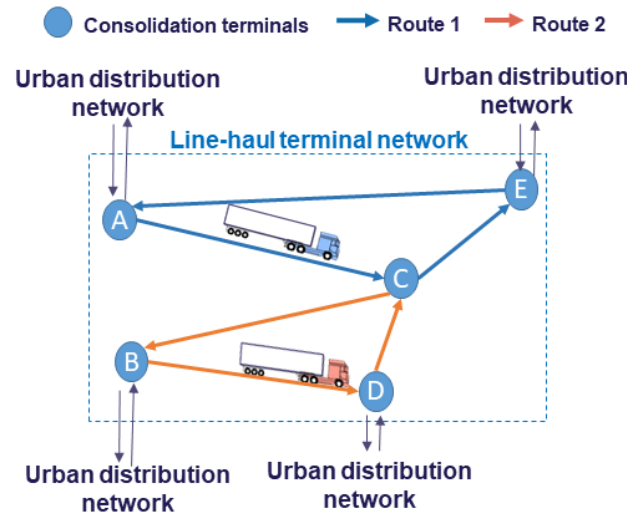 Consolidation terminals
Route 1
Route 2
Urban distribution
network
Urban distribution
network
Line-haul terminal network
A
E
C
B
D
Urban distribution
network
Urban distribution
network